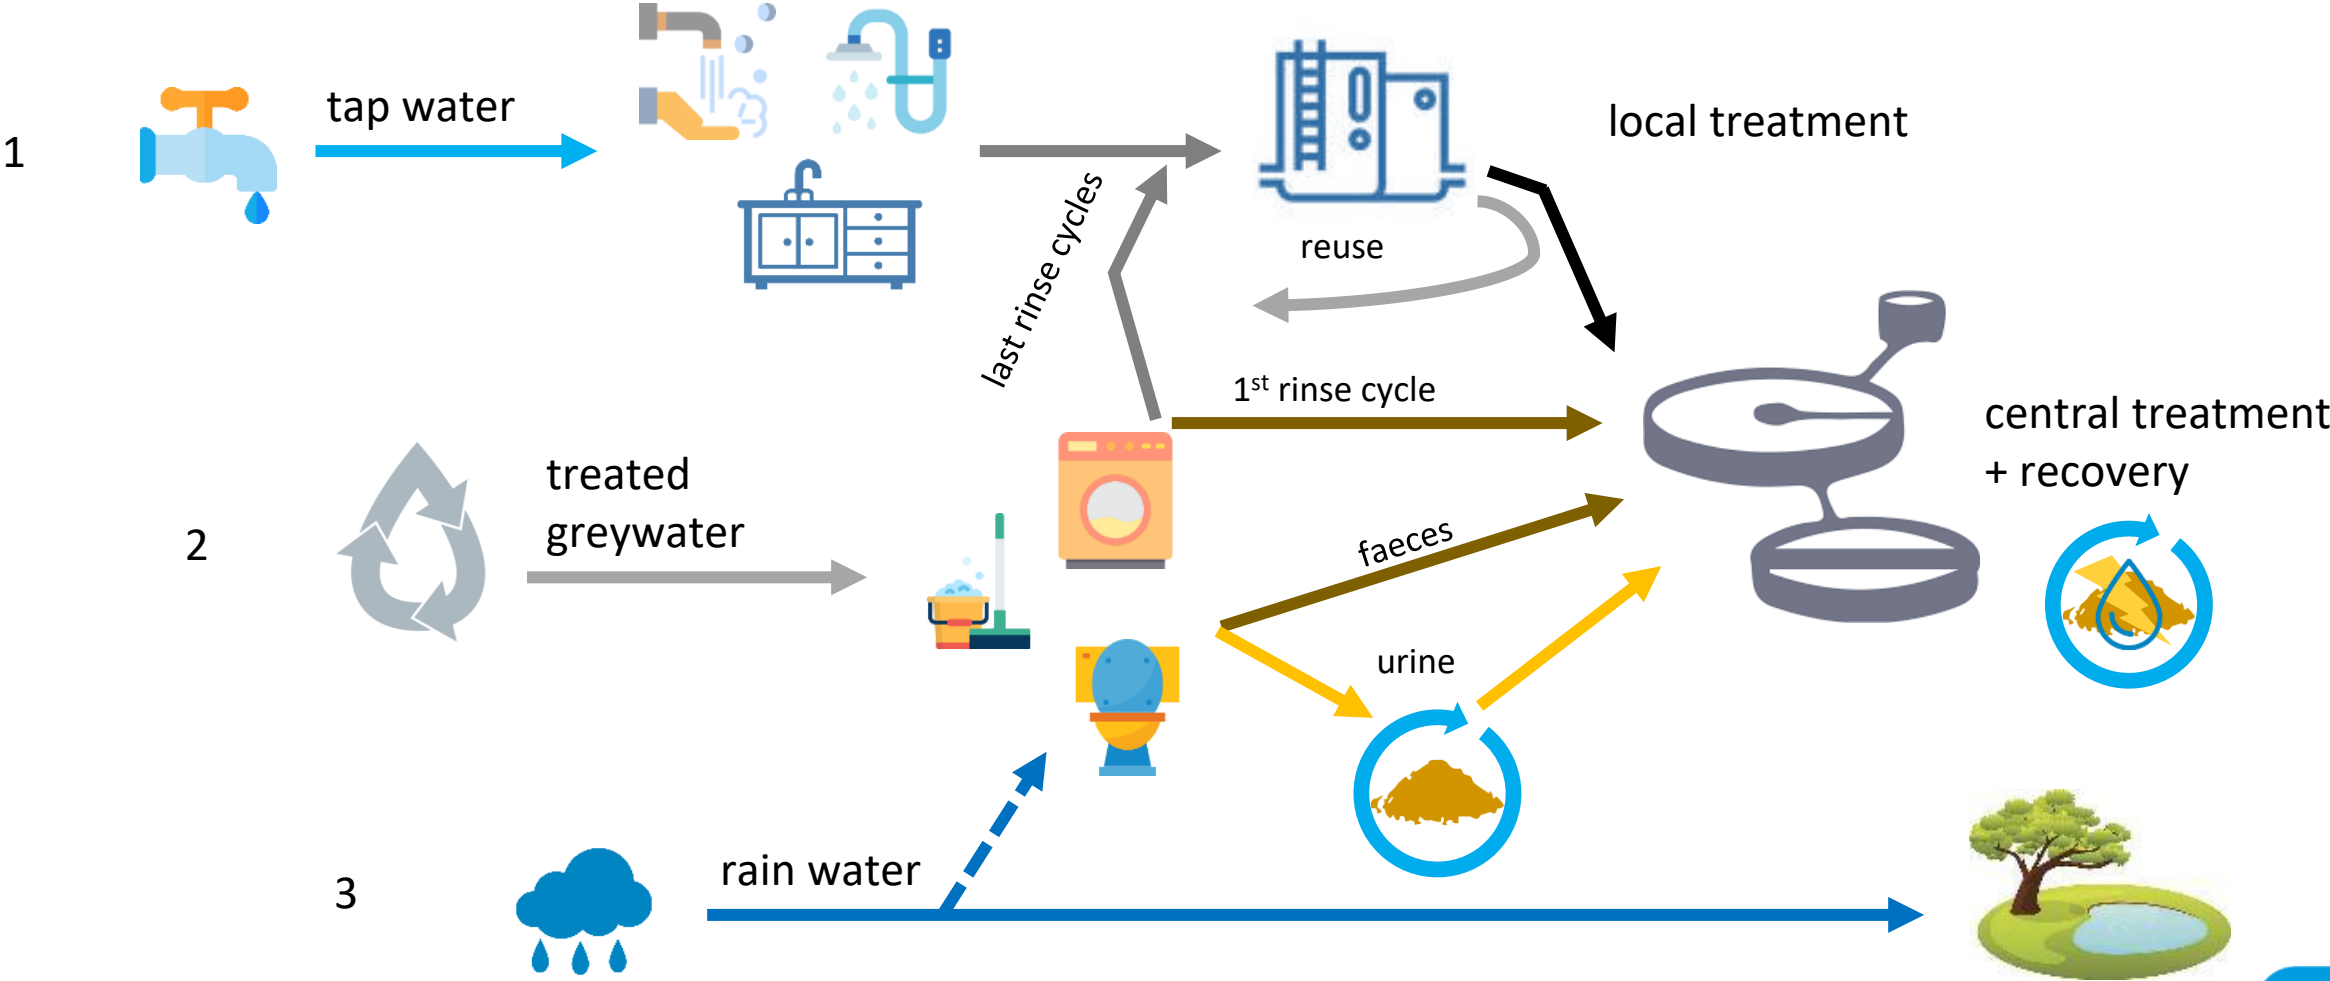 1
tap water
local treatment
last rinse cycles
reuse
1st rinse cycle
central treatment
+ recovery
2
treated
greywater
faeces
urine
3
rain water